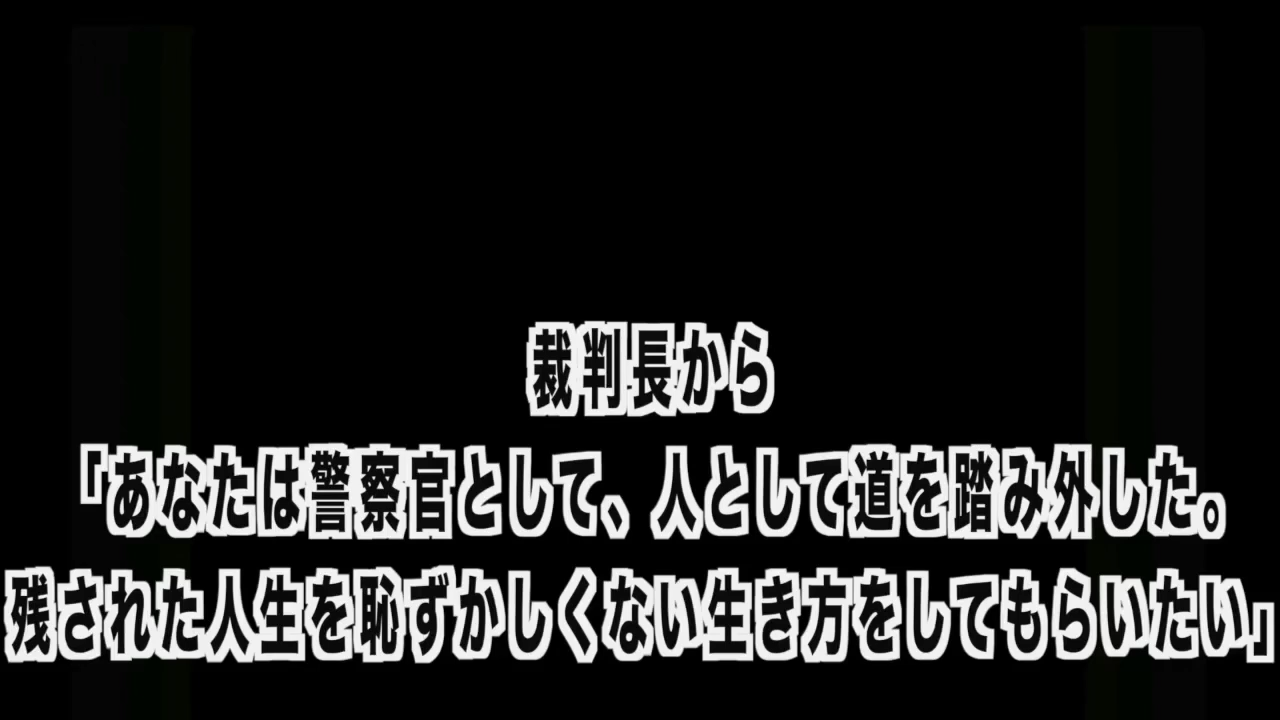 裁判長から
「あなたは警察官として、人として道を踏み外した。
残された人生を恥ずかしくない生き方をしてもらいたい」